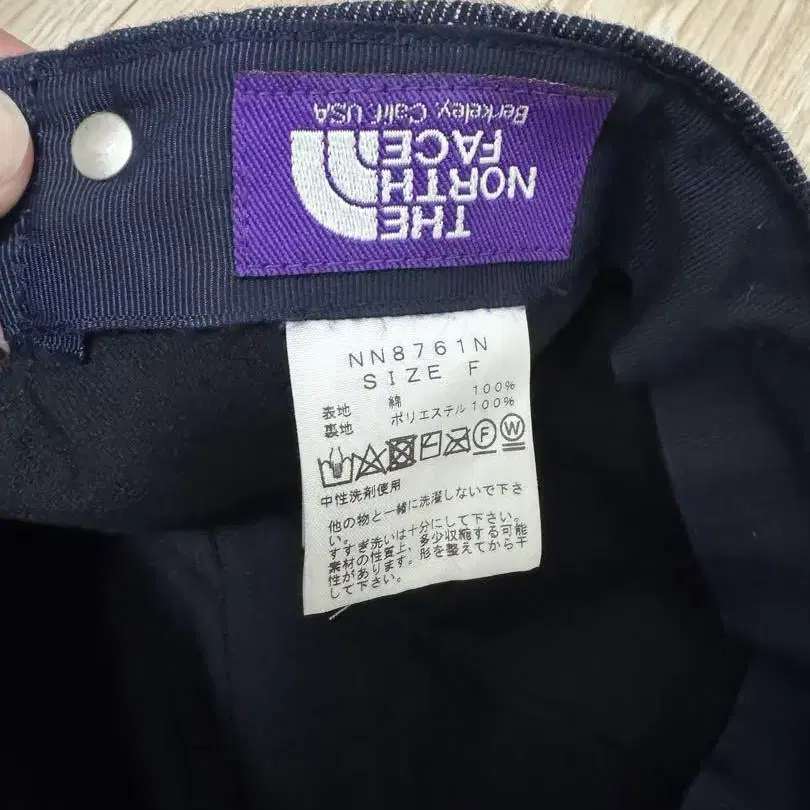 THE
NORTH
FACE
Berkeley, Calif. USA
NN8761N
SIZE F
表地 綿 100%
裏地 ポリエステル100%
F W
中性洗剤使用
他の物と一緒に洗濯しないで下さ
い。
すすぎ洗いは十分にして下さい。
素材の性質上、多少収縮する可能
性があります。形を整えてから干
して下さい。